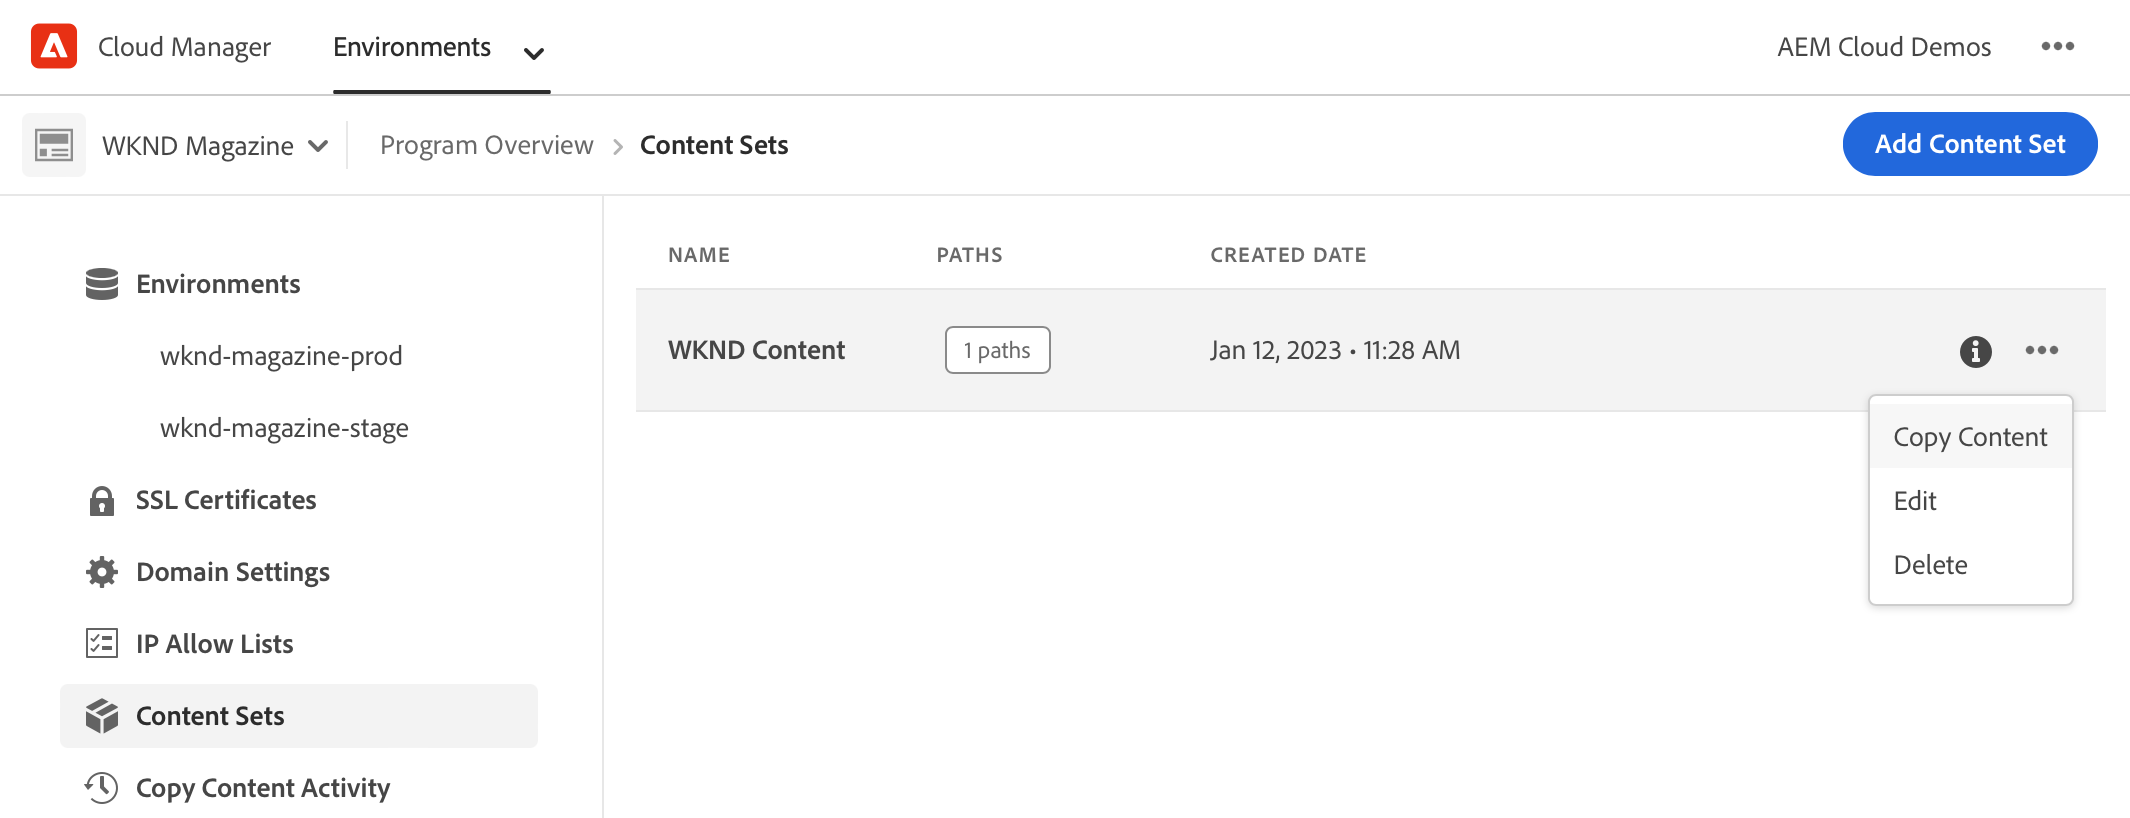 Cloud Manager Environments AEM Cloud Demos
WKND Magazine Program Overview Content Sets Add Content Set
Environments
wknd-magazine-prod
wknd-magazine-stage
SSL Certificates
Domain Settings
IP Allow Lists
Content Sets
Copy Content Activity
NAME PATHS CREATED DATE
WKND Content 1 paths Jan 12, 2023 • 11:28 AM
Copy Content
Edit
Delete